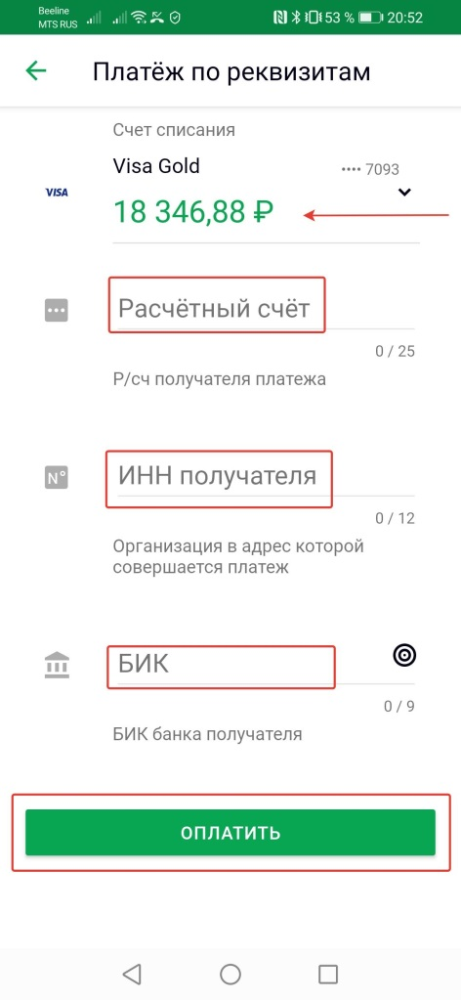 Beeline
MTS RUS
53 % 20:52
Платёж по реквизитам
Счет списания
Visa Gold
•••• 7093
VISA
18 346,88 ₽
Расчётный счёт
0 / 25
Р/сч получателя платежа
N°
ИНН получателя
0 / 12
Организация в адрес которой
совершается платеж
БИК
0 / 9
БИК банка получателя
ОПЛАТИТЬ